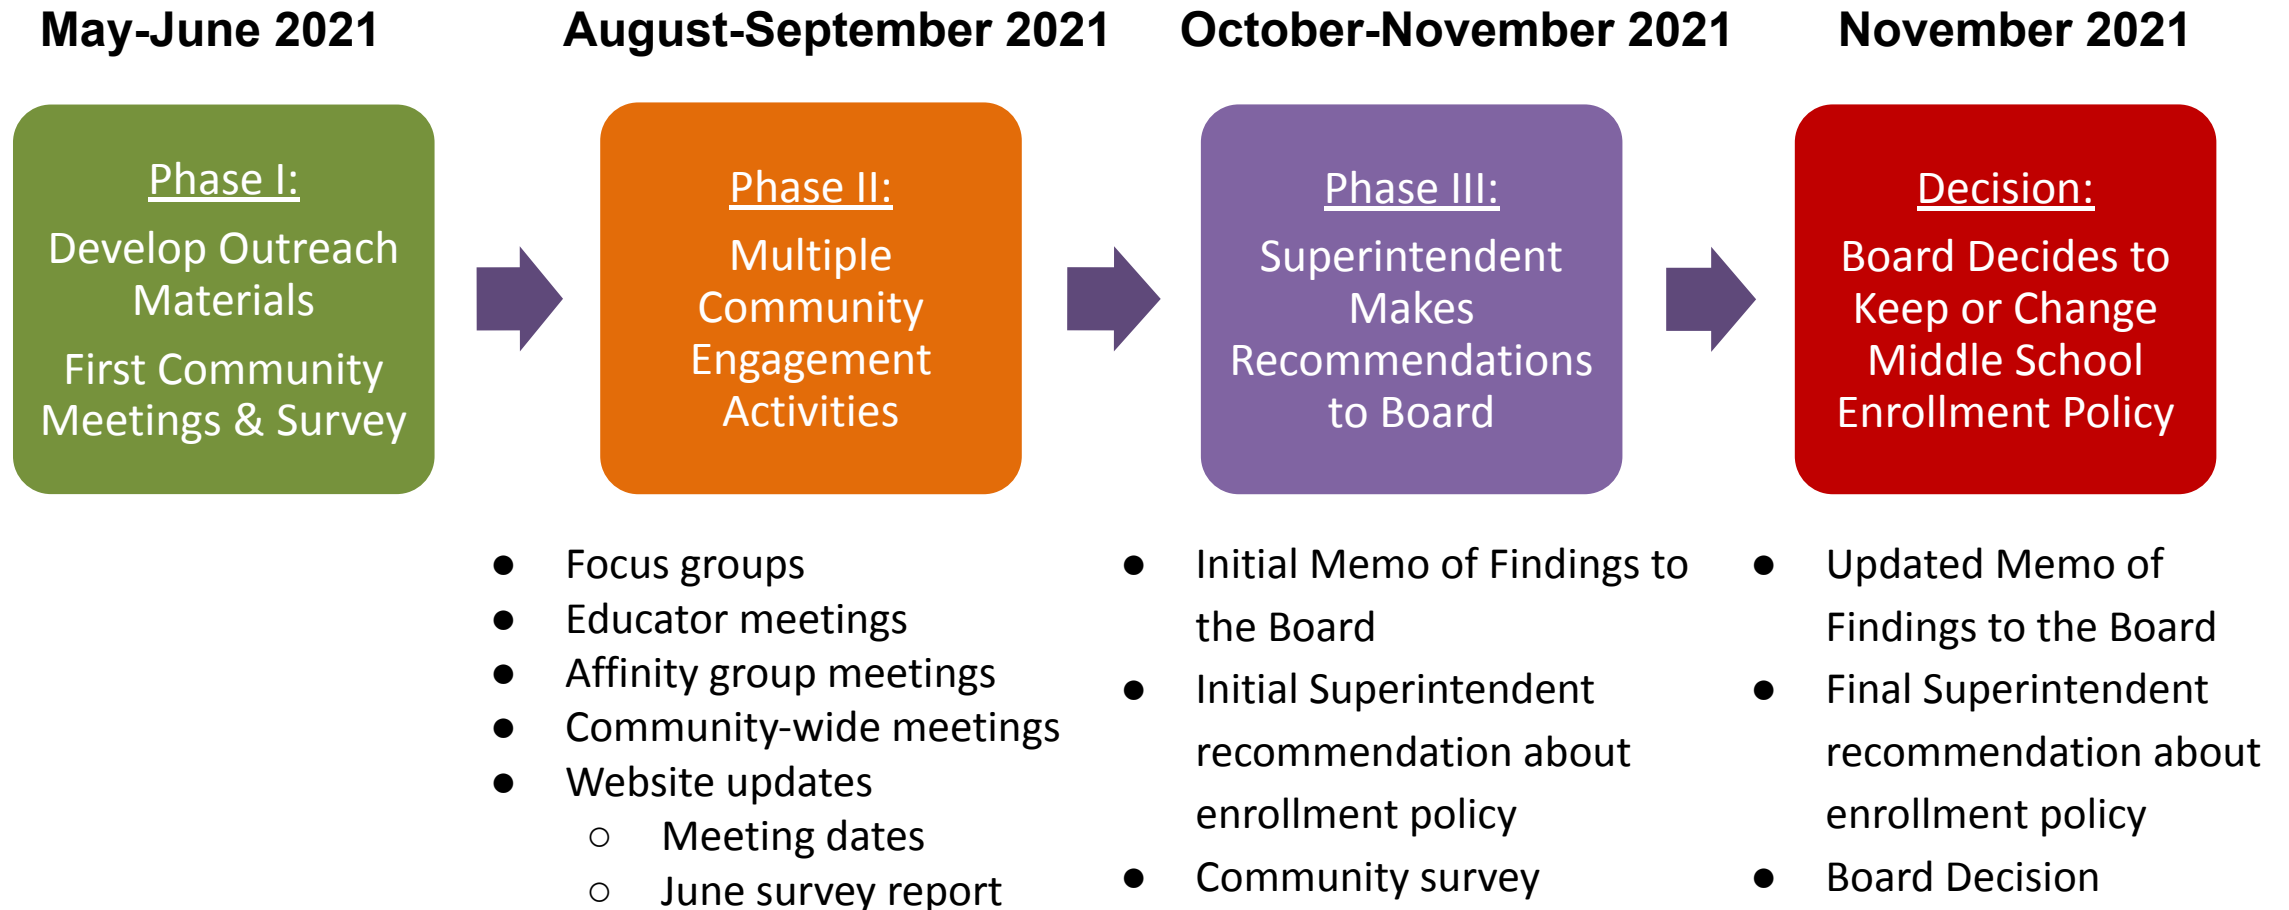 May-June 2021
August-September 2021
October-November 2021
November 2021
Phase I:
Develop Outreach
Materials
First Community
Meetings & Survey
Phase II:
Multiple
Community
Engagement
Activities
Phase III:
Superintendent
Makes
Recommendations
to Board
Decision:
Board Decides to
Keep or Change
Middle School
Enrollment Policy
● Focus groups
● Educator meetings
● Affinity group meetings
● Community-wide meetings
● Website updates
○ Meeting dates
○ June survey report
● Initial Memo of Findings to
the Board
● Initial Superintendent
recommendation about
enrollment policy
● Community survey
● Updated Memo of
Findings to the Board
● Final Superintendent
recommendation about
enrollment policy
● Board Decision